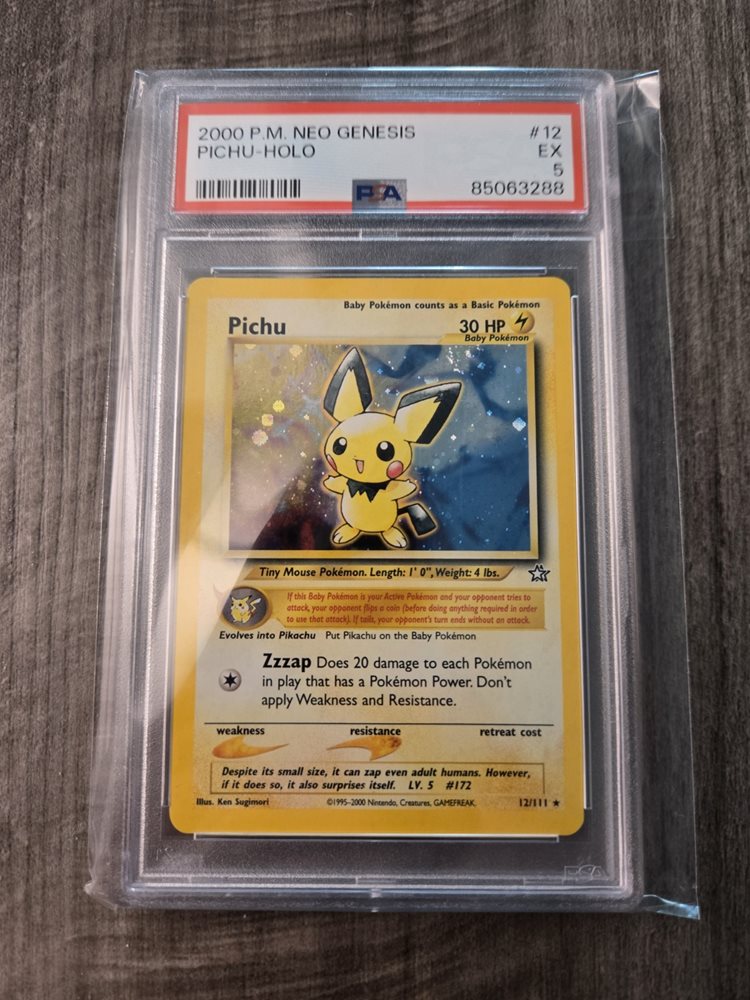 2000 P.M. NEO GENESIS #12
PICHU-HOLO EX
5
PSA 85063288
Baby Pokémon counts as a Basic Pokémon
Pichu 30 HP
Baby Pokémon
Tiny Mouse Pokémon. Length: 1' 0", Weight: 4 lbs.
If this Baby Pokémon is your Active Pokémon and your opponent tries to
attack, your opponent flips a coin (before doing anything required in order
to use that attack). If tails, your opponent's turn ends without an attack.
Evolves into Pikachu Put Pikachu on the Baby Pokémon
Zzzap Does 20 damage to each Pokémon
in play that has a Pokémon Power. Don't
apply Weakness and Resistance.
weakness resistance retreat cost
Despite its small size, it can zap even adult humans. However,
if it does so, it also surprises itself. LV. 5 #172
Illus. Ken Sugimori ©1995-2000 Nintendo, Creatures, GAMEFREAK. 12/111 ★
PSA